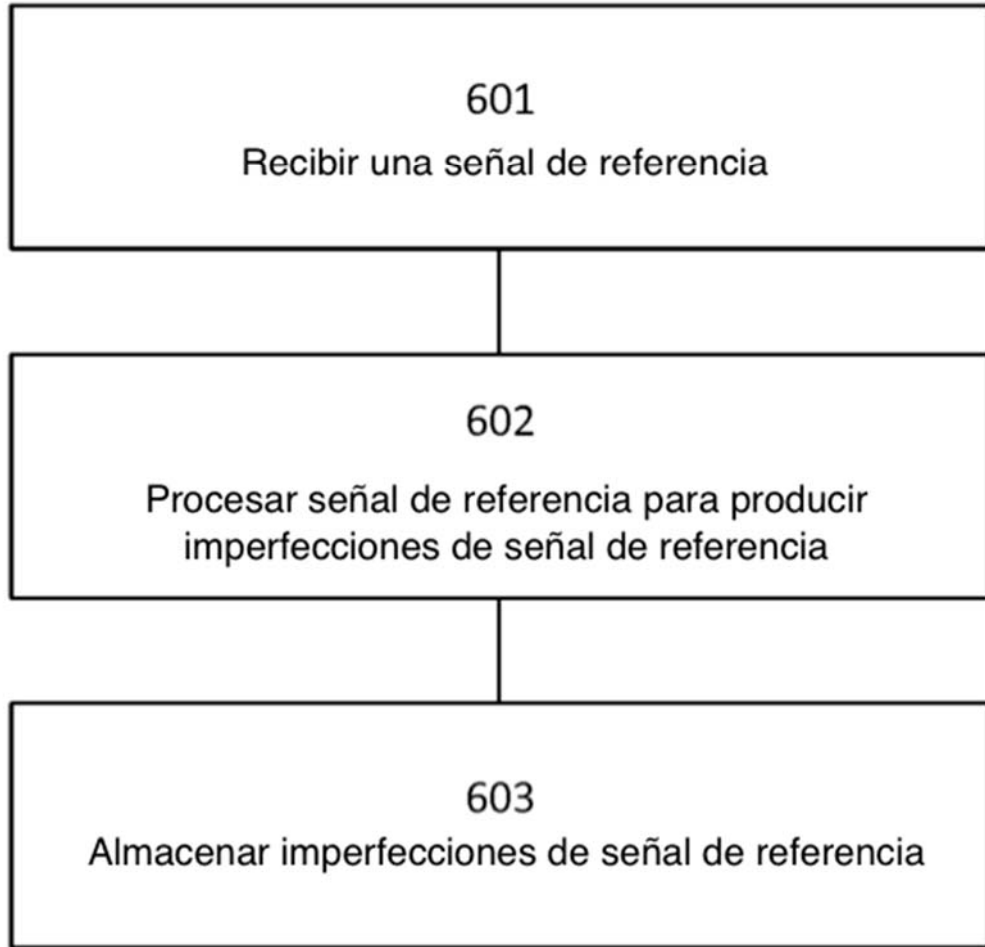 601
Recibir una señal de referencia
602
Procesar señal de referencia para producir
imperfecciones de señal de referencia
603
Almacenar imperfecciones de señal de referencia